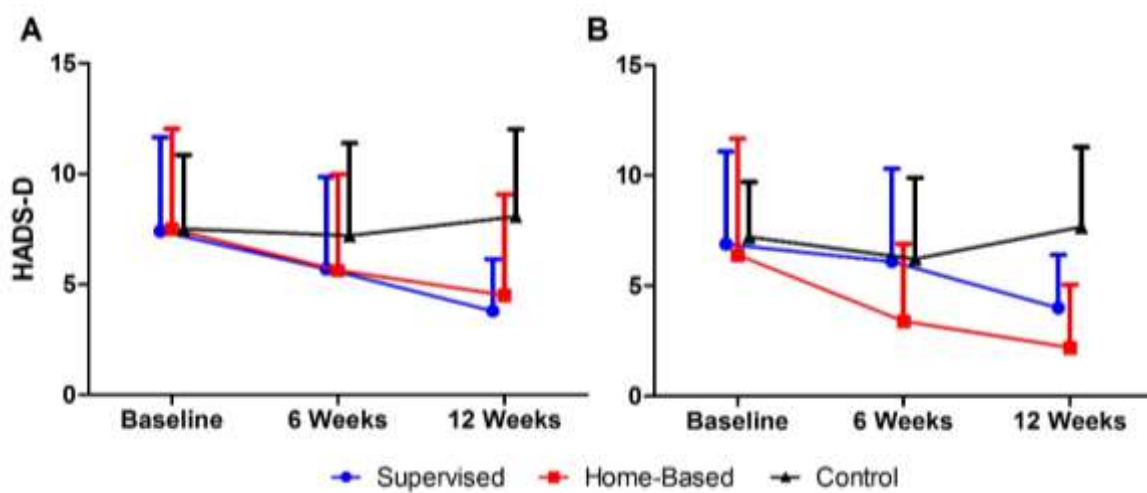 A
B
15
10
5
0
HADS-D
Baseline
6 Weeks
12 Weeks
15
10
5
0
Baseline
6 Weeks
12 Weeks
Supervised
Home-Based
Control